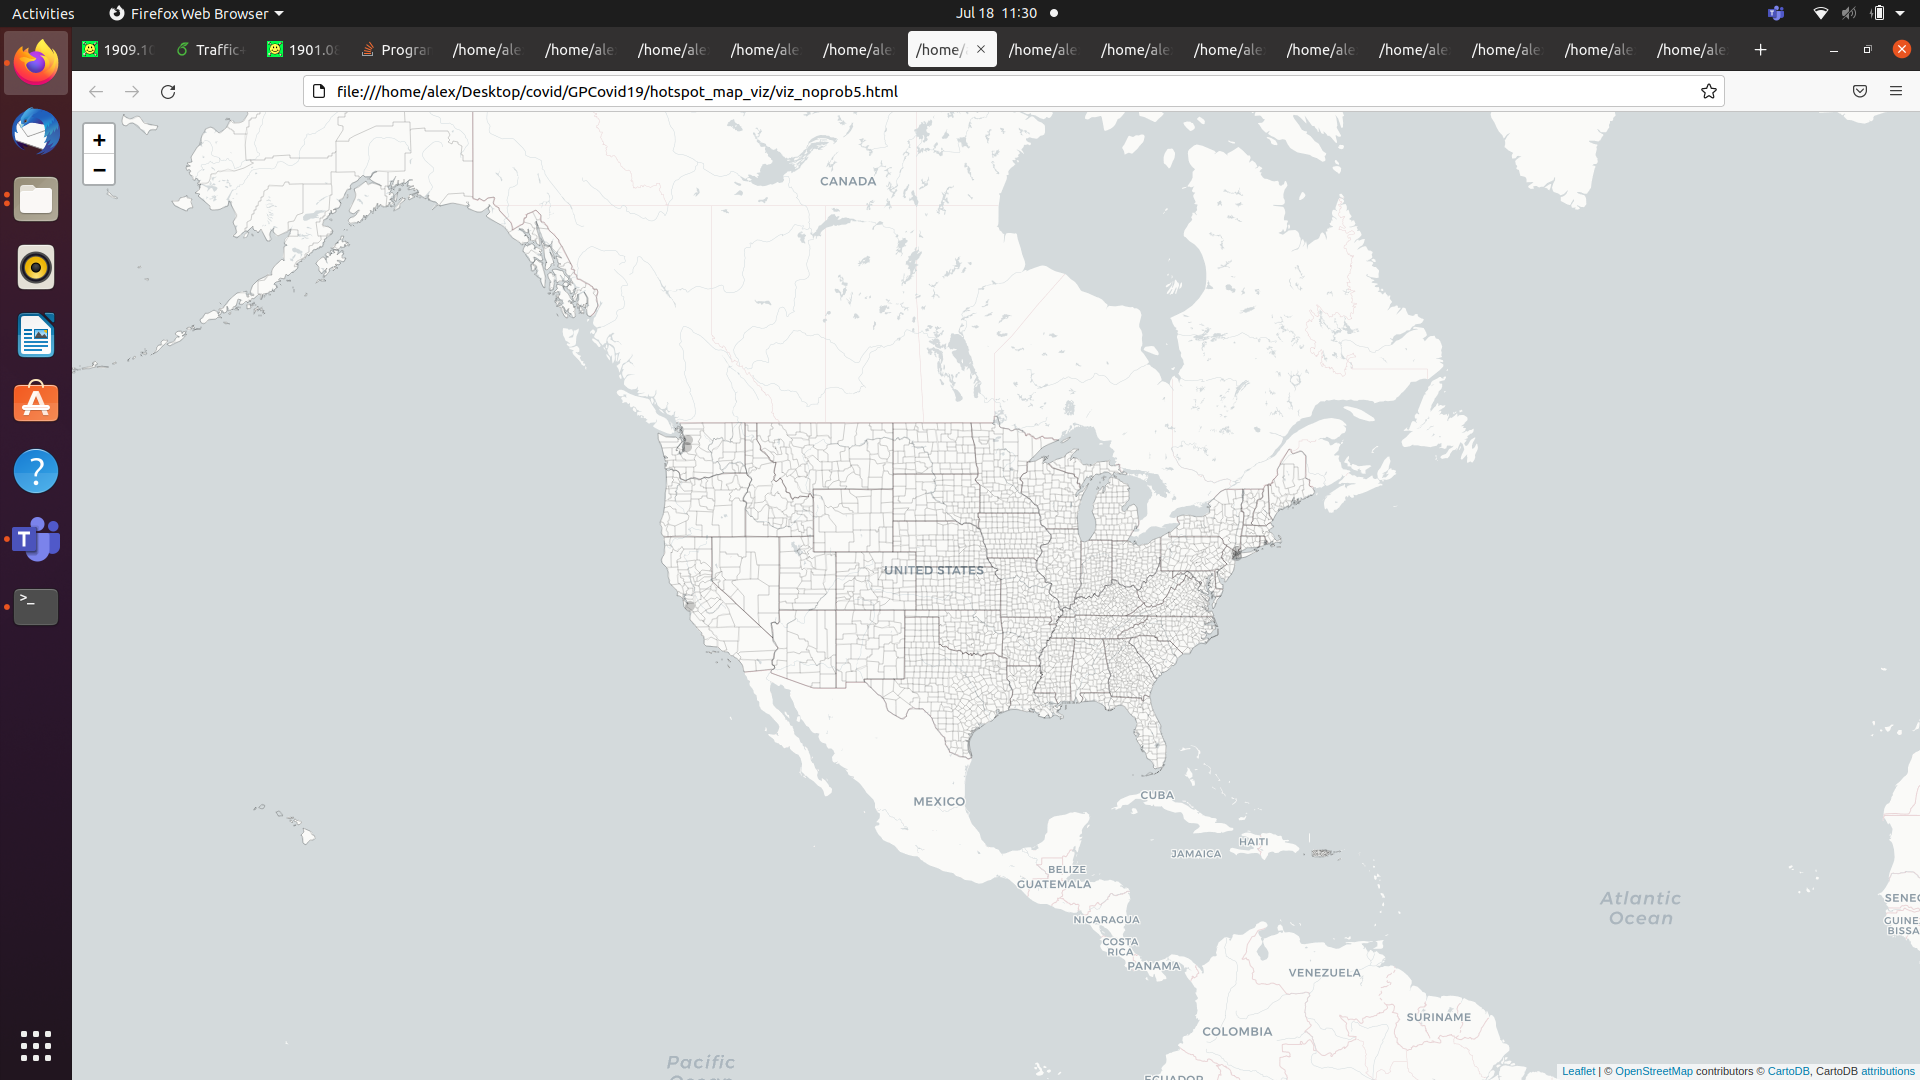 Activities
Firefox Web Browser
Jul 18 11:30
1909.10
Traffic+
1901.08
Progran
/home/ale
/home/ale
/home/ale
/home/ale
/home/ale
/home/
/home/ale
/home/ale
/home/ale
/home/ale
/home/ale
/home/ale
/home/ale
/home/ale
file:///home/alex/Desktop/covid/GPCovid19/hotspot_map_viz/viz_noprob5.html
+
−
CANADA
UNITED STATES
MEXICO
CUBA
HAITI
JAMAICA
BELIZE
GUATEMALA
NICARAGUA
COSTA
RICA
PANAMA
VENEZUELA
SURINAME
COLOMBIA
ECUADOR
Atlantic
Ocean
SENEG
GUINE
BISSA
Pacific
Ocean
Leaflet | © OpenStreetMap contributors © CartoDB, CartoDB attributions